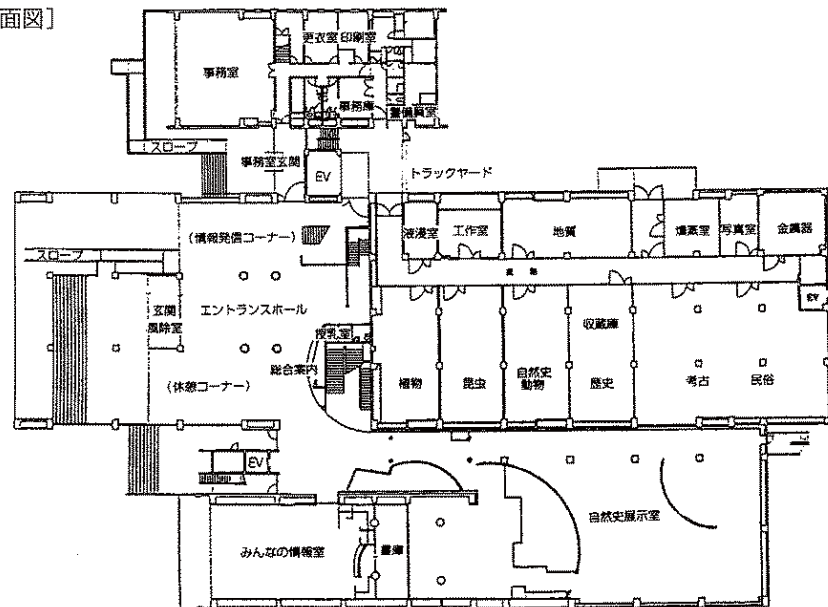 面図]
更衣室 印刷室
事務室
事務庫
警備員室
スロープ
事務室玄関
EV
トラックヤード
(情報発信コーナー)
液浸室
工作室
地質
燻蒸室
写真室
金属器
スロープ
玄関
風除室
エントランスホール
収蔵庫
EV
授乳室
総合案内
(休憩コーナー)
植物
昆虫
自然史
動物
歴史
考古
民俗
EV
自然史展示室
みんなの情報室
書庫